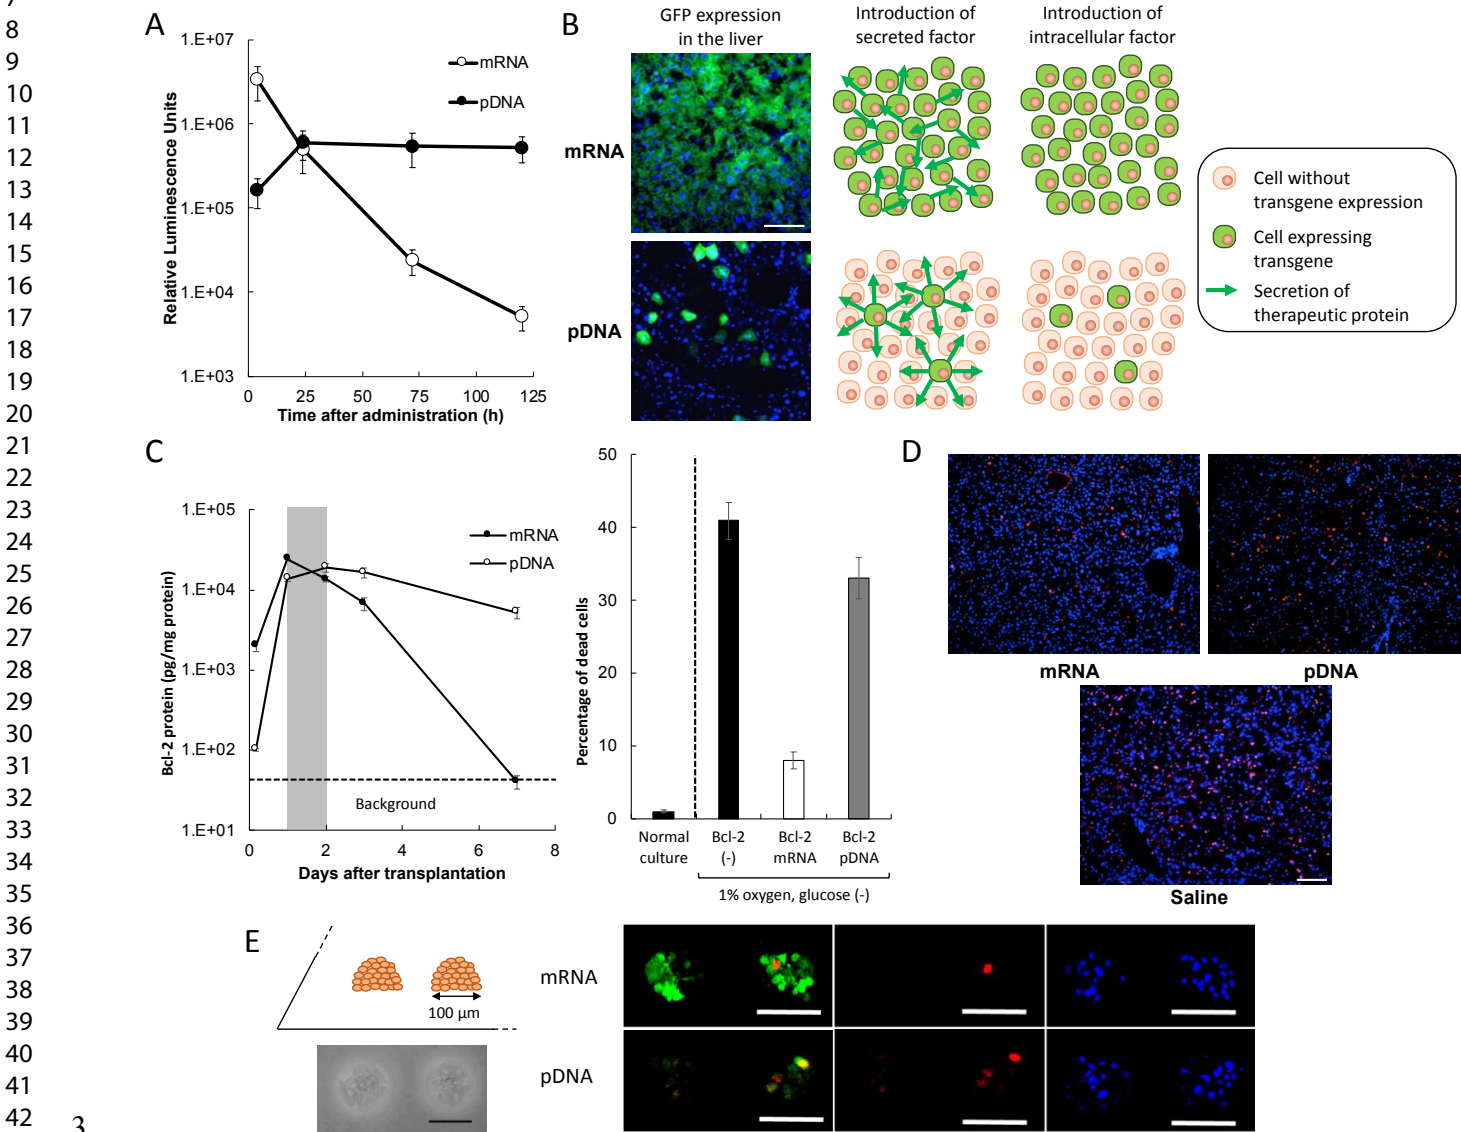 7
8
9
10
11
12
13
14
15
16
17
18
19
20
21
22
23
24
25
26
27
28
29
30
31
32
33
34
35
36
37
38
39
40
41
42
3
A
1.E+07
1.E+06
1.E+05
1.E+04
1.E+03
Relative Luminescence Units
mRNA
pDNA
0
25
50
75
100
125
Time after administration (h)
B
GFP expression
in the liver
Introduction of
secreted factor
Introduction of
intracellular factor
mRNA
pDNA
Cell without
transgene expression
Cell expressing
transgene
Secretion of
therapeutic protein
C
1.E+05
1.E+04
1.E+03
1.E+02
1.E+01
Bcl-2 protein (pg/mg protein)
mRNA
pDNA
Background
0
2
4
6
8
Days after transplantation
50
40
30
20
10
0
Percentage of dead cells
Normal
culture
Bcl-2
(-)
Bcl-2
mRNA
Bcl-2
pDNA
1% oxygen, glucose (-)
D
mRNA
pDNA
Saline
E
100 μm
mRNA
pDNA